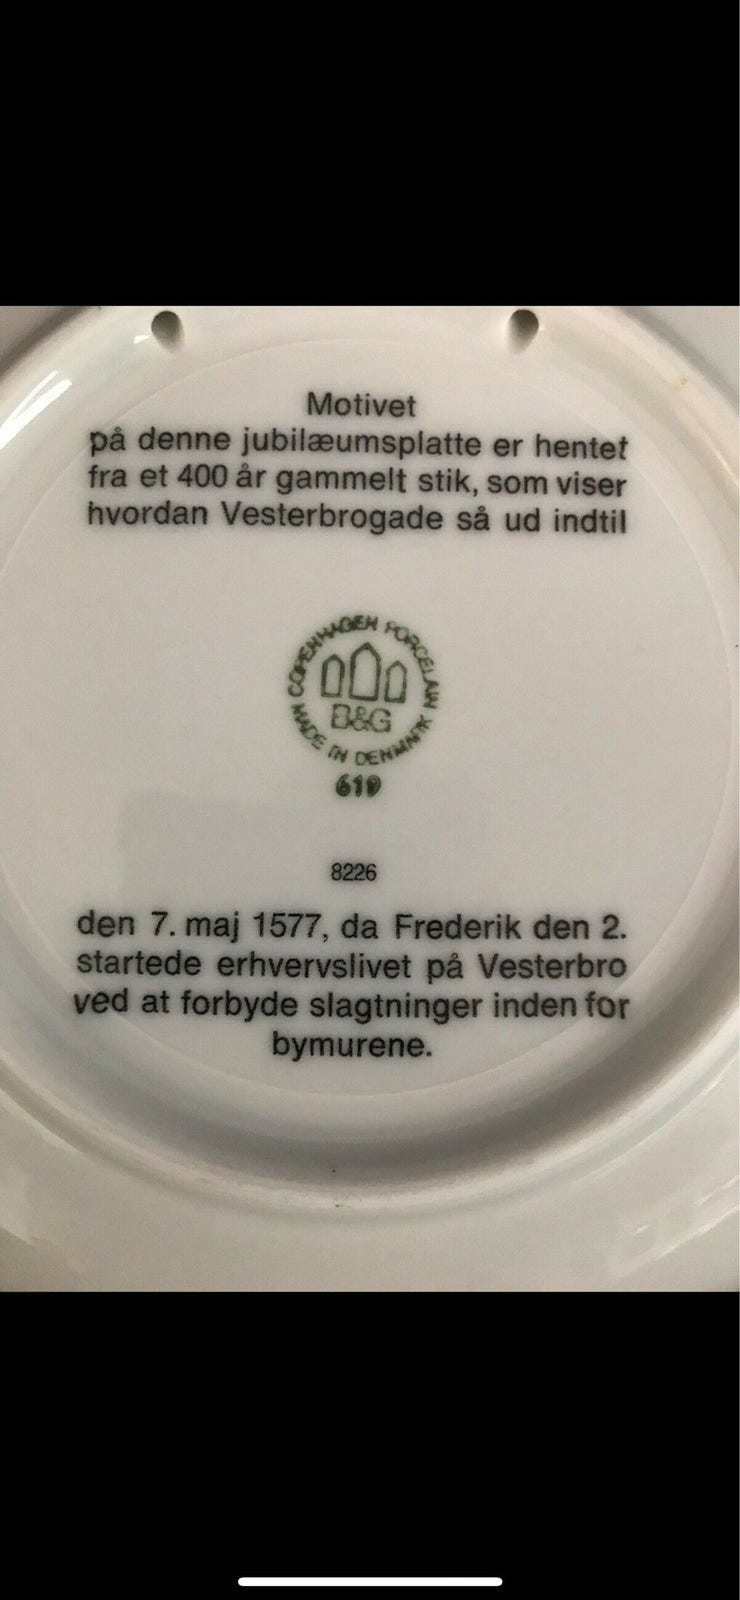 Motivet
på denne jubilæumsplatte er hentet
fra et 400 år gammelt stik, som viser
hvordan Vesterbrogade så ud indtil
COPENHAGEN PORCELAIN
B&G
MADE IN DENMARK
619
8226
den 7. maj 1577, da Frederik den 2.
startede erhvervslivet på Vesterbro
ved at forbyde slagtninger inden for
bymurene.